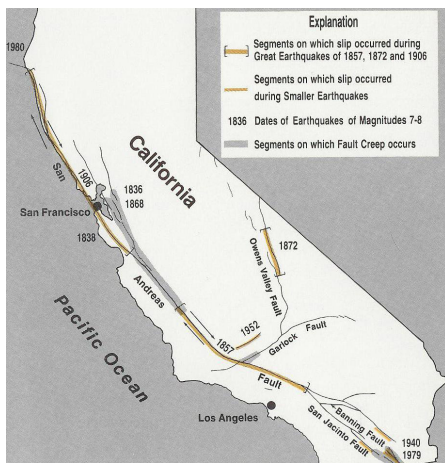 Explanation
Segments on which slip occurred during
Great Earthquakes of 1857, 1872 and 1906
Segments on which slip occurred
during Smaller Earthquakes
1836 Dates of Earthquakes of Magnitudes 7-8
Segments on which Fault Creep occurs
1980
California
San
1906
1836
1868
San Francisco
1838
1872
Owens Valley Fault
Andreas
Pacific Ocean
1857
1952
Garlock Fault
Fault
Los Angeles
Banning Fault
San Jacinto Fault
1940
1979